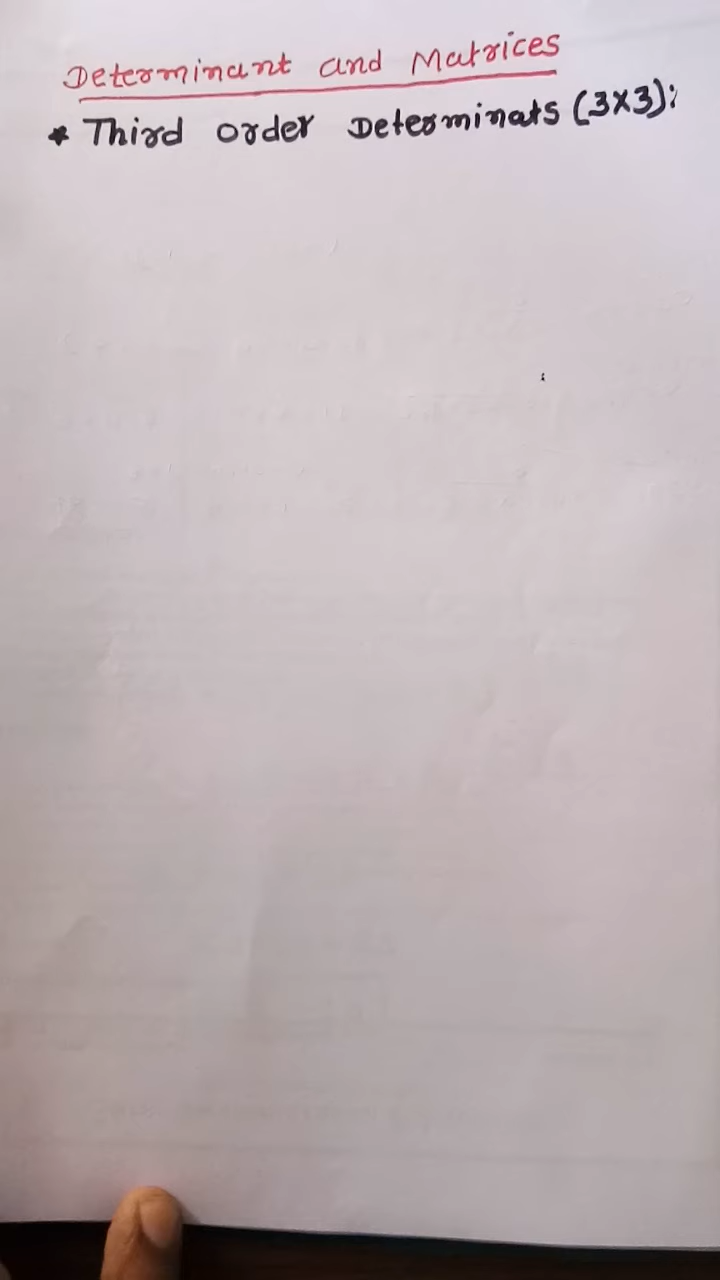 Determinant and Matrices
* Third order Determinats (3x3):